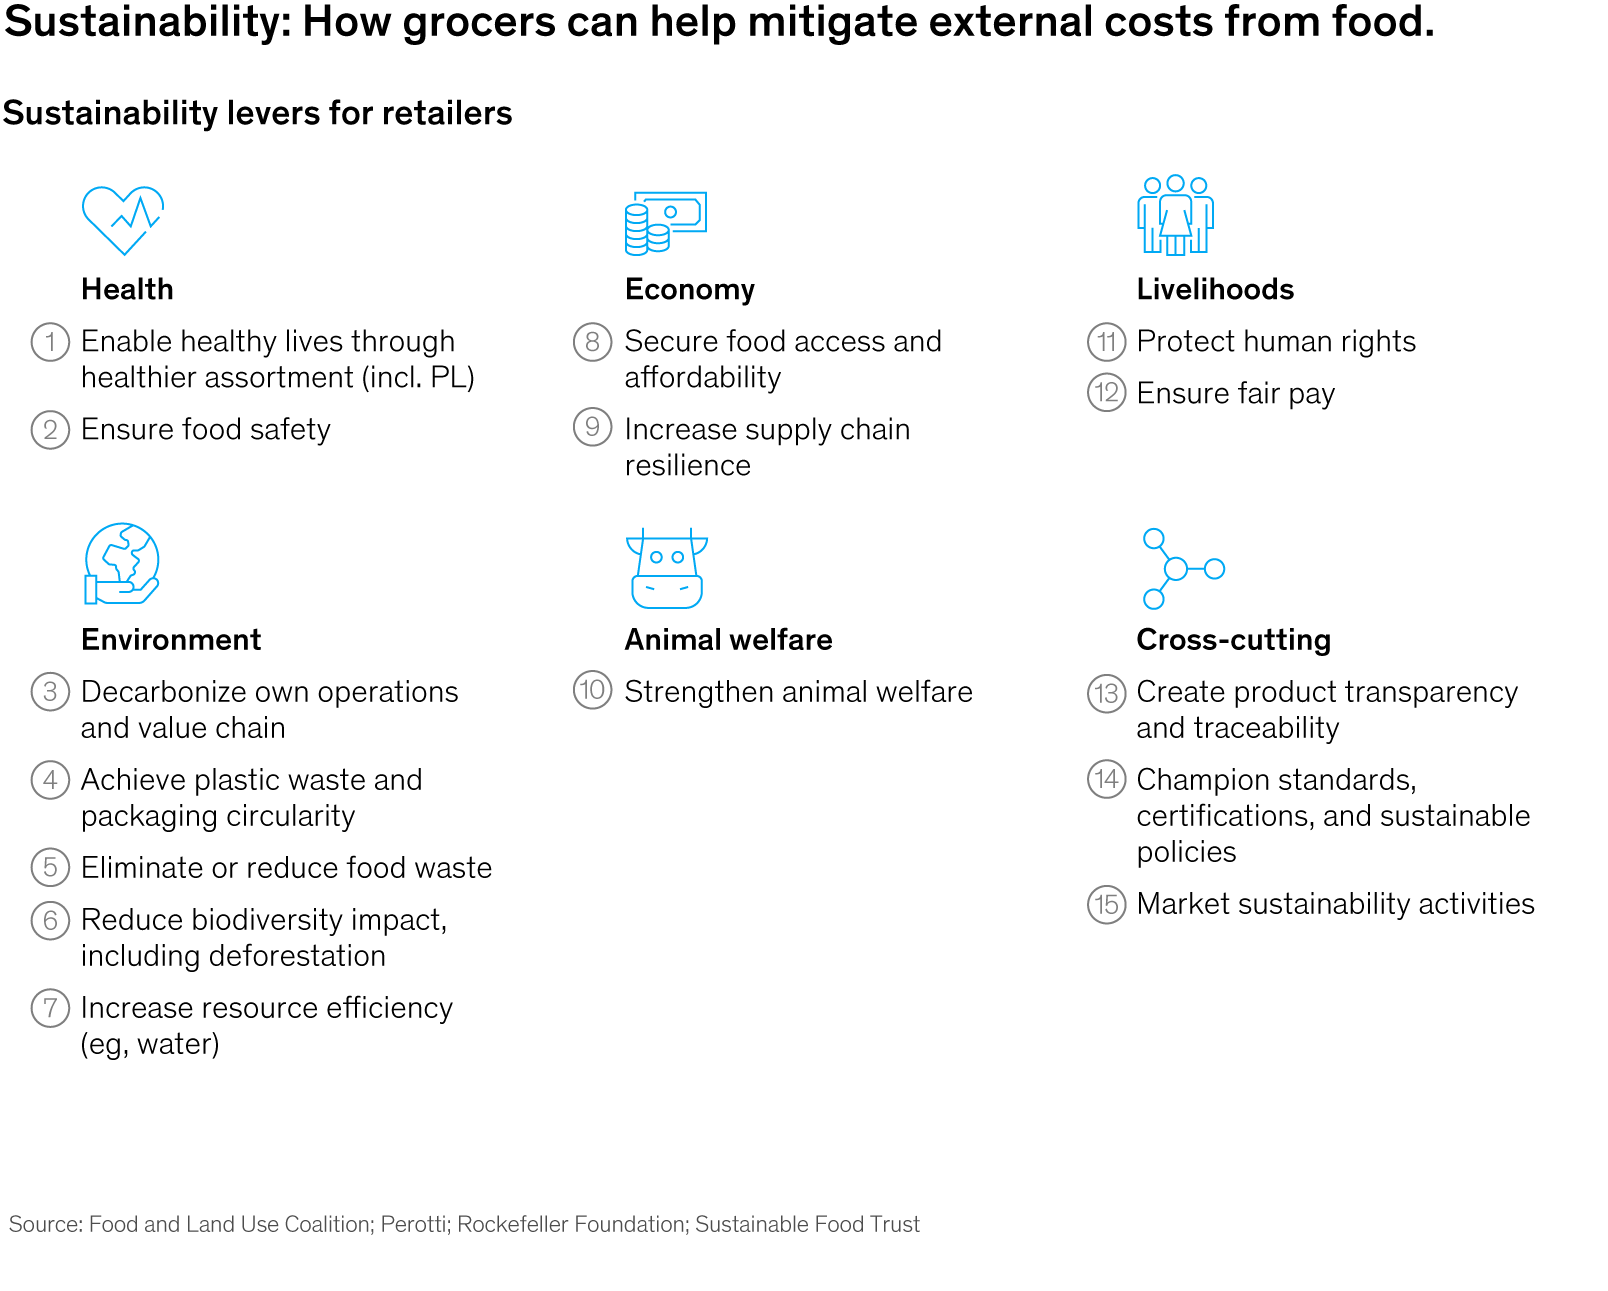 Sustainability: How grocers can help mitigate external costs from food.
Sustainability levers for retailers
Health
1 Enable healthy lives through
healthier assortment (incl. PL)
2 Ensure food safety
Economy
8 Secure food access and
affordability
9 Increase supply chain
resilience
Livelihoods
11 Protect human rights
12 Ensure fair pay
Environment
3 Decarbonize own operations
and value chain
4 Achieve plastic waste and
packaging circularity
5 Eliminate or reduce food waste
6 Reduce biodiversity impact,
including deforestation
7 Increase resource efficiency
(eg, water)
Animal welfare
10 Strengthen animal welfare
Cross-cutting
13 Create product transparency
and traceability
14 Champion standards,
certifications, and sustainable
policies
15 Market sustainability activities
Source: Food and Land Use Coalition; Perotti; Rockefeller Foundation; Sustainable Food Trust